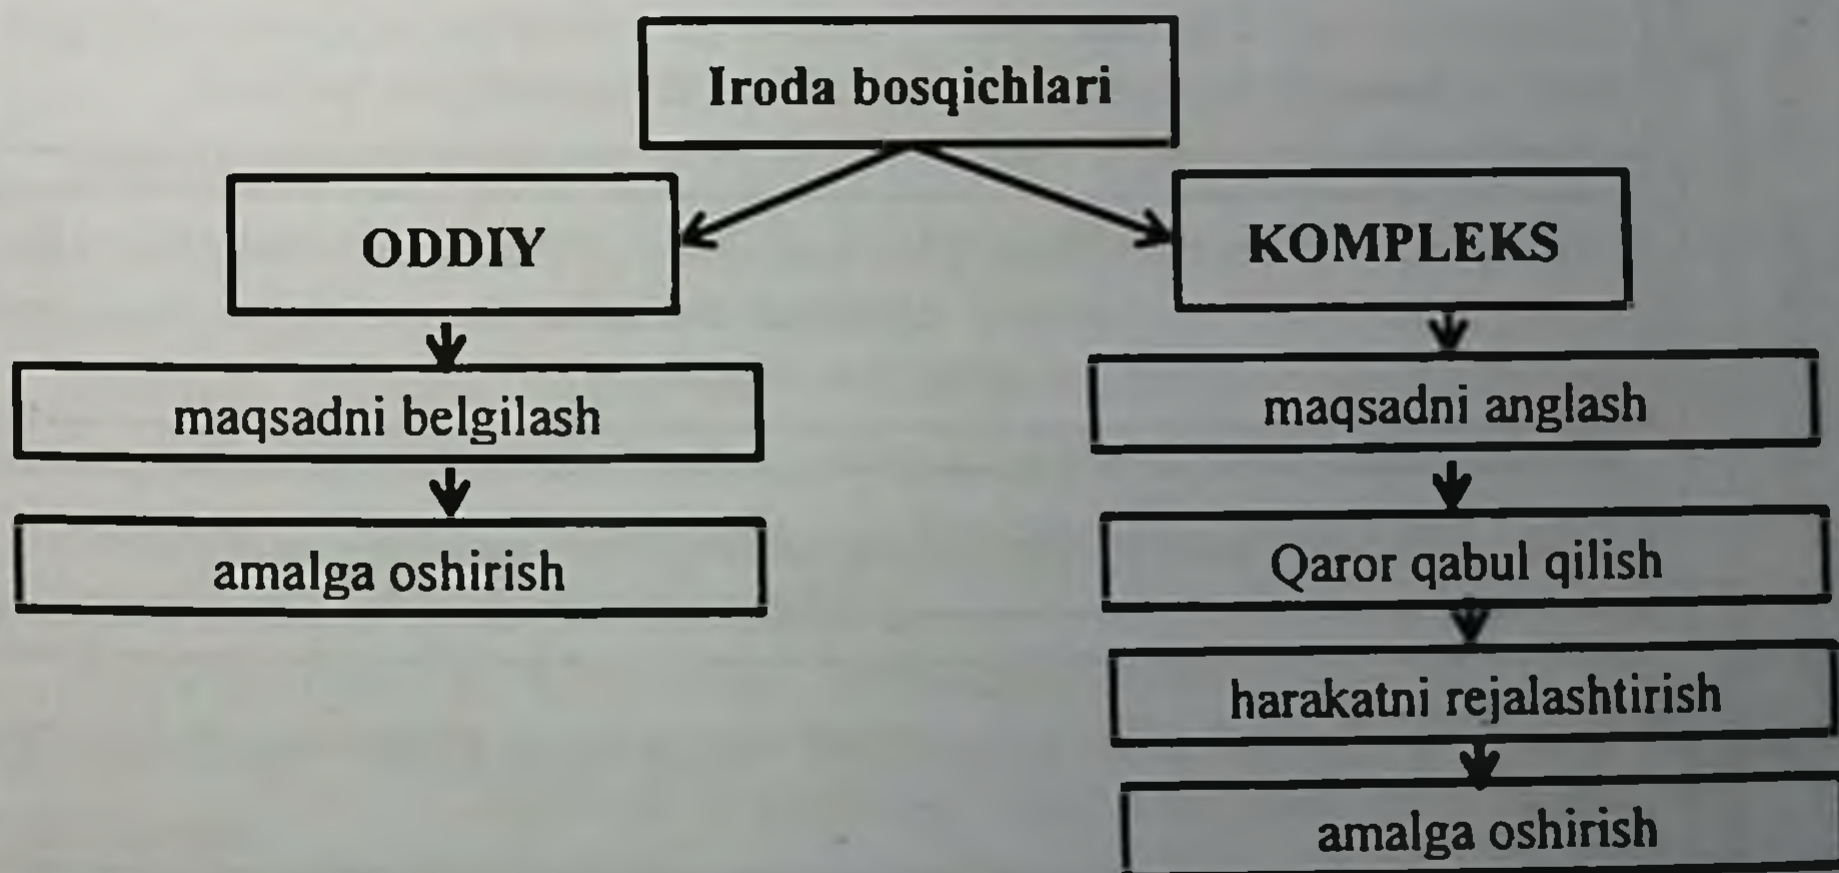 Iroda bosqichlari
ODDIY
maqsadni belgilash
amalga oshirish
KOMPLEKS
maqsadni anglash
Qaror qabul qilish
harakatni rejalashtirish
amalga oshirish